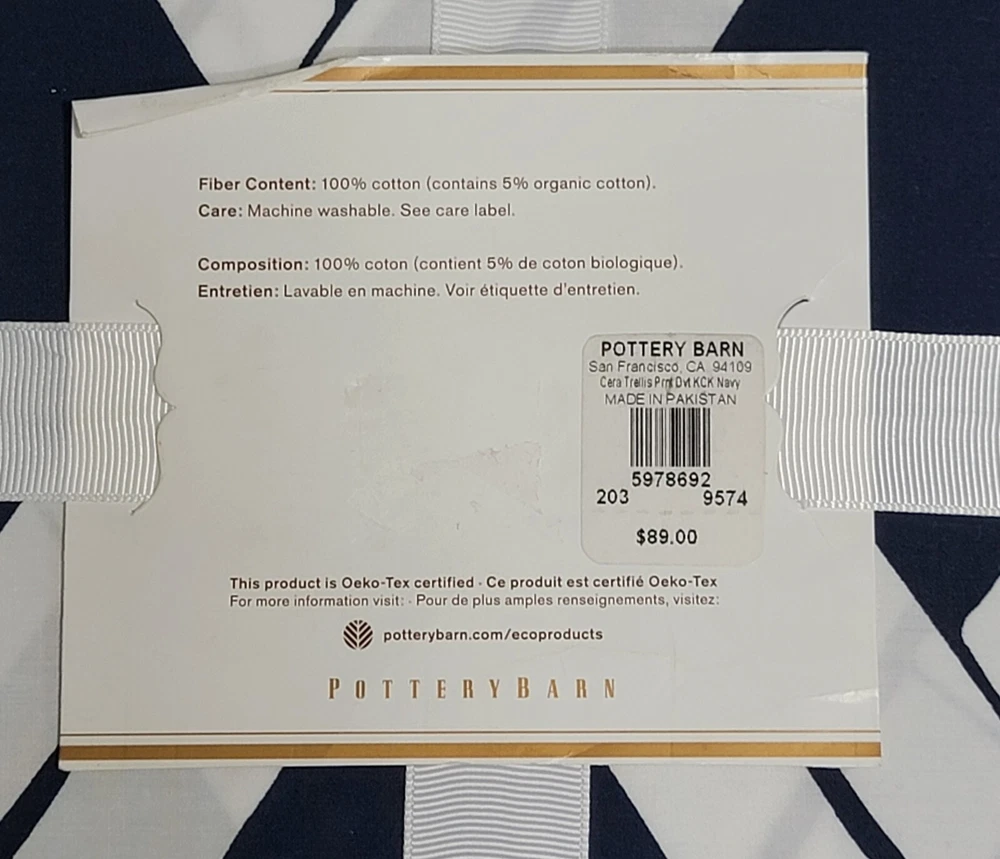 Fiber Content: 100% cotton (contains 5% organic cotton).
Care: Machine washable. See care label.
Composition: 100% coton (contient 5% de coton biologique).
Entretien: Lavable en machine. Voir étiquette d'entretien.
POTTERY BARN
San Francisco, CA 94109
Cera Trellis Prnt Dvt KCK Navy
MADE IN PAKISTAN
5978692
203 9574
$89.00
This product is Oeko-Tex certified · Ce produit est certifié Oeko-Tex
For more information visit: · Pour de plus amples renseignements, visitez:
potterybarn.com/ecoproducts
POTTERY BARN